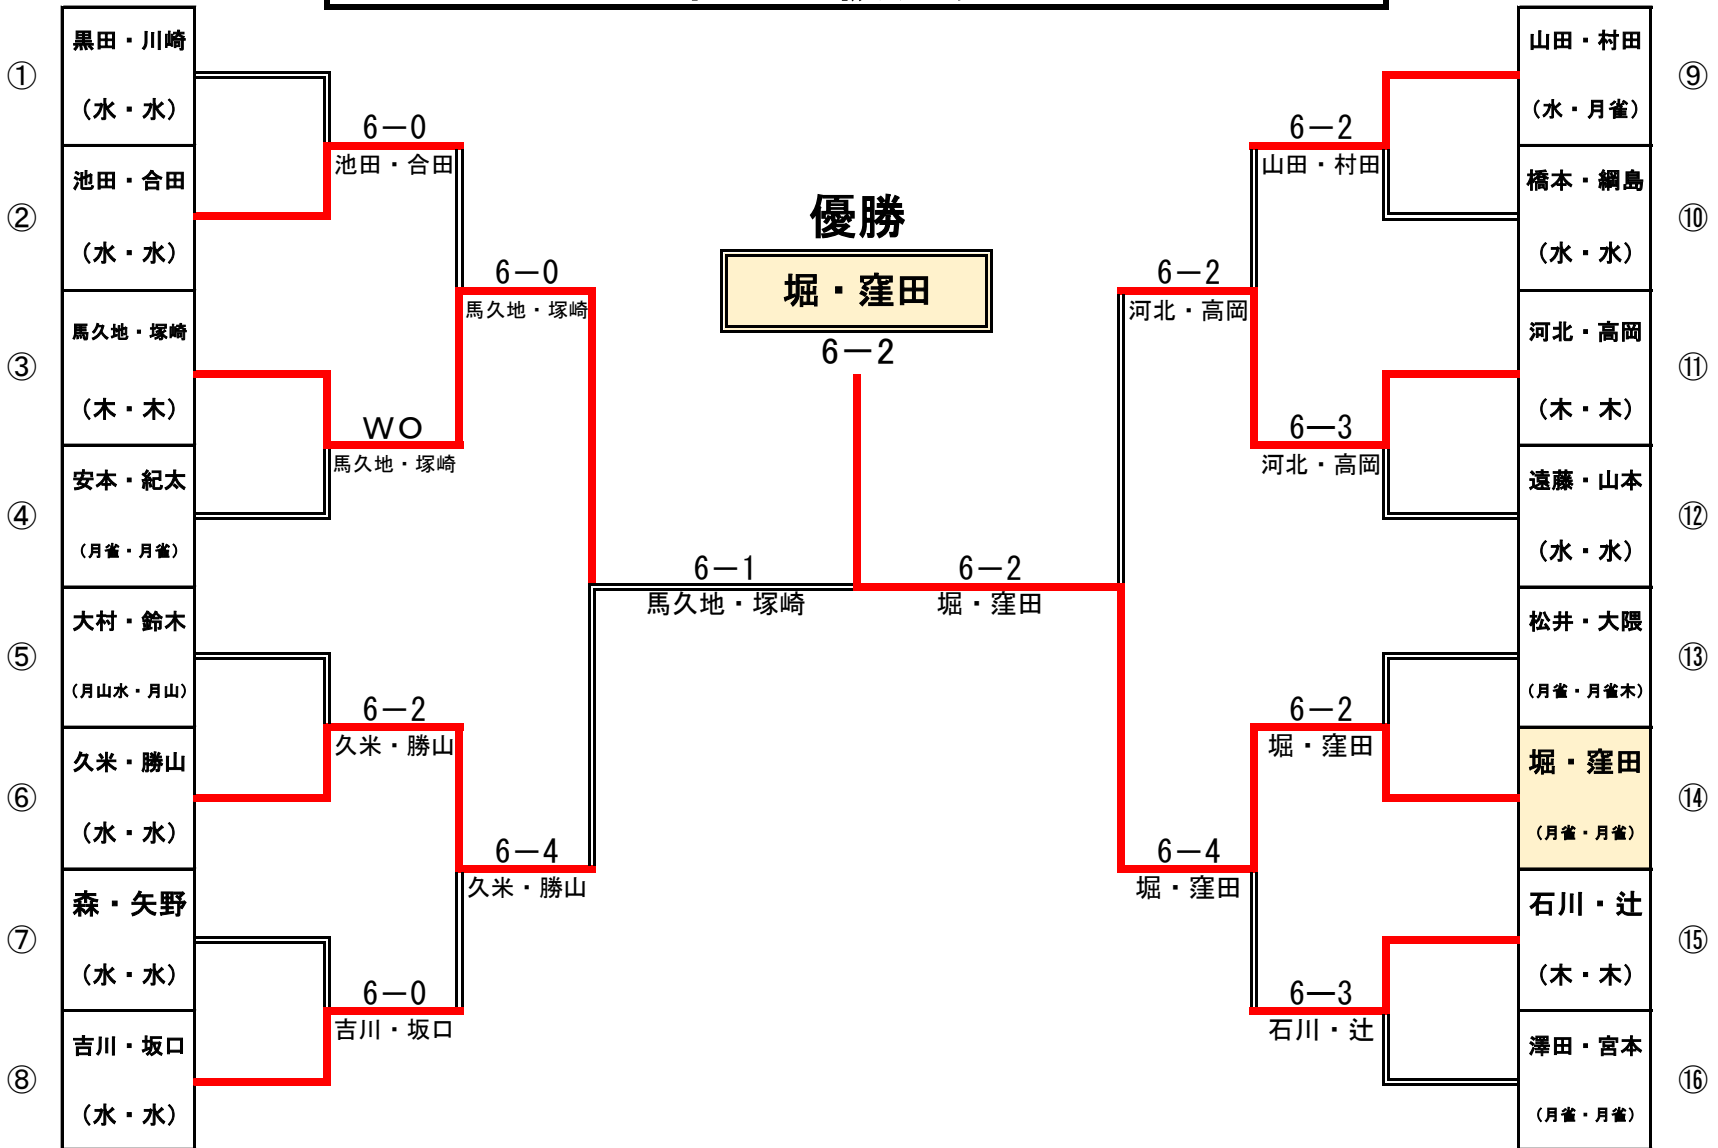 ①
黒田・川崎
(水・水)
②
池田・合田
(水・水)
③
馬久地・塚崎
(木・木)
④
安本・紀太
(月雀・月雀)
⑤
大村・鈴木
(月山水・月山)
⑥
久米・勝山
(水・水)
⑦
森・矢野
(水・水)
⑧
吉川・坂口
(水・水)
6-0
池田・合田
WO
馬久地・塚崎
6-2
久米・勝山
6-0
吉川・坂口
6-0
馬久地・塚崎
6-4
久米・勝山
6-1
馬久地・塚崎
優勝
堀・窪田
6-2
6-2
堀・窪田
6-2
河北・高岡
6-4
堀・窪田
6-2
山田・村田
6-3
河北・高岡
6-2
堀・窪田
6-3
石川・辻
山田・村田
(水・月雀)
⑨
橋本・綱島
(水・水)
⑩
河北・高岡
(木・木)
⑪
遠藤・山本
(水・水)
⑫
松井・大隈
(月雀・月雀木)
⑬
堀・窪田
(月雀・月雀)
⑭
石川・辻
(木・木)
⑮
澤田・宮本
(月雀・月雀)
⑯